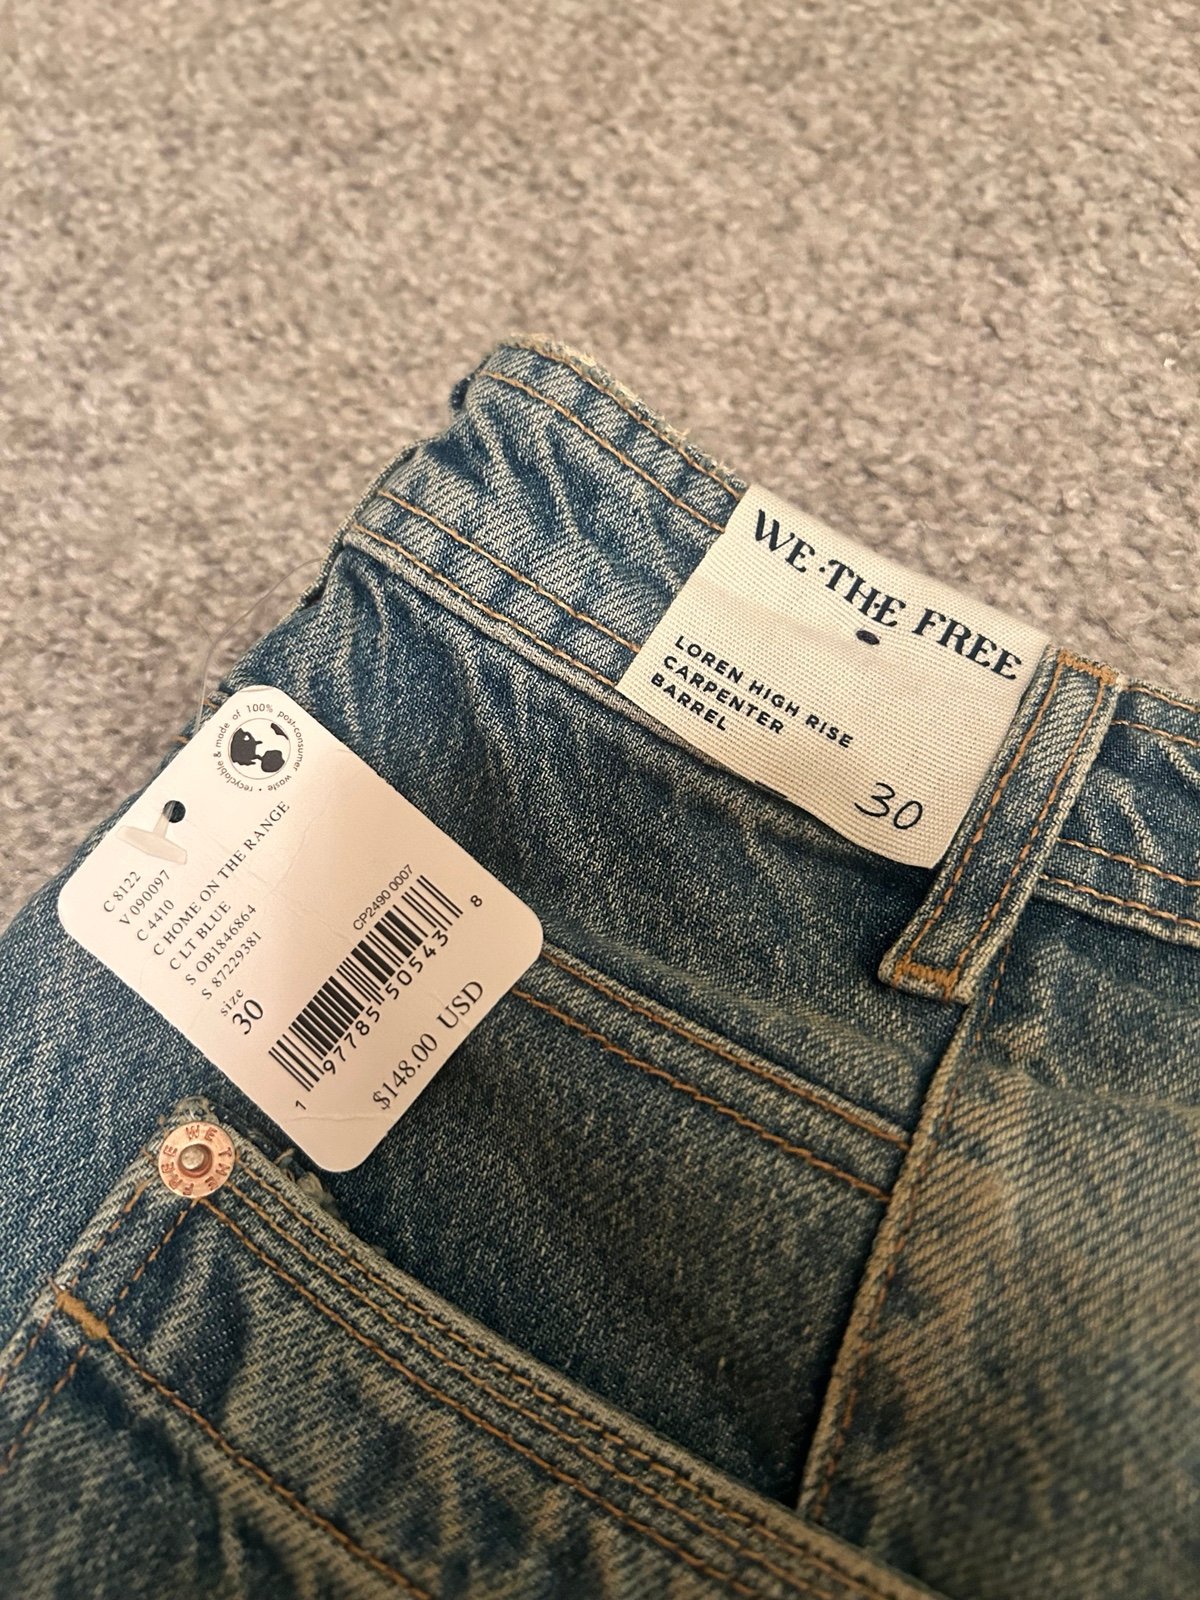 WE·THE FREE
LOREN HIGH RISE
CARPENTER
BARREL
30
recyclable & made of 100% post-consumer waste •
C 8122
V 090097
C 4410
C HOME ON THE RANGE
C LT BLUE
S OB1846864
S 87229381
size
30
CP2490 0007
1 97785 50543 8
$148.00 USD
WE THE FREE